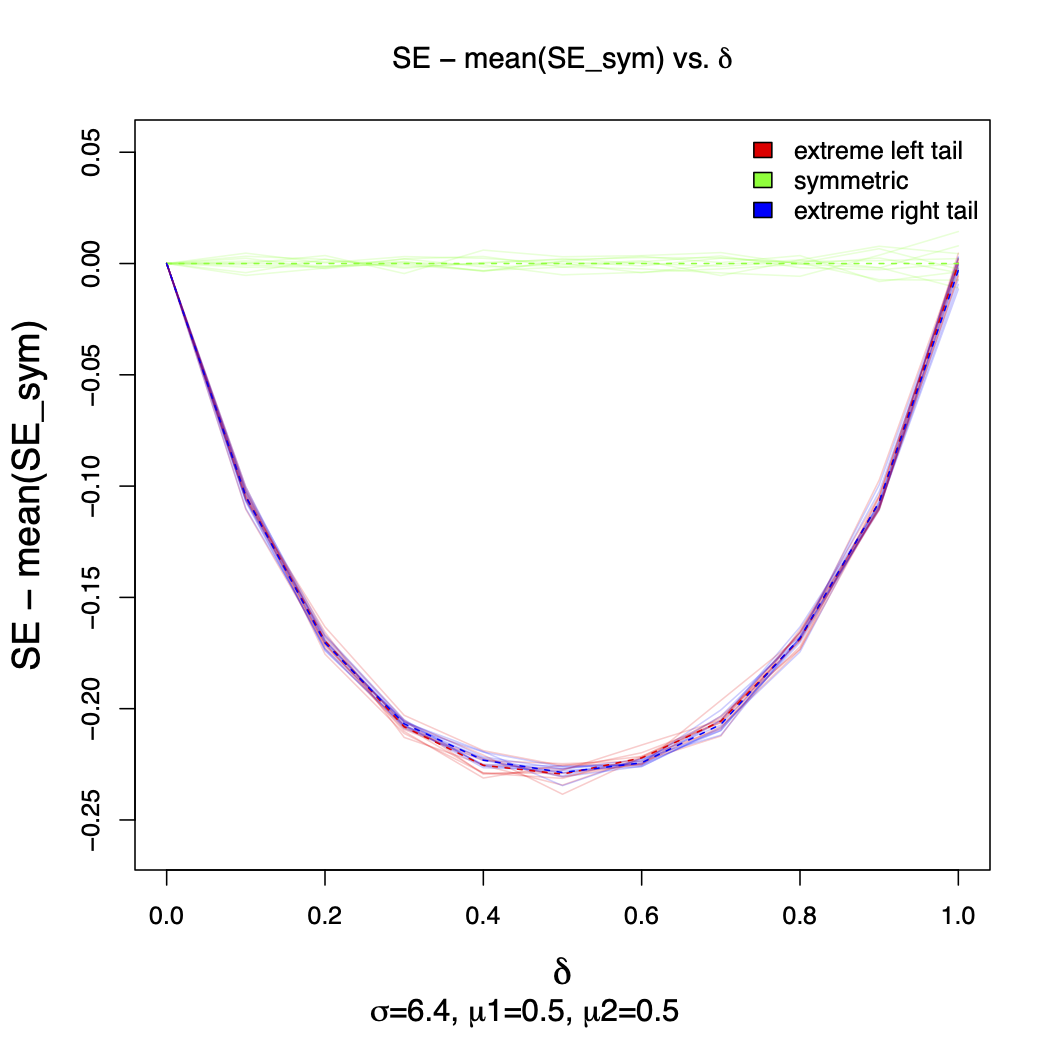 SE − mean(SE_sym) vs. δ
extreme left tail
symmetric
extreme right tail
SE − mean(SE_sym)
0.05
0.00
−0.05
−0.10
−0.15
−0.20
−0.25
0.0 0.2 0.4 0.6 0.8 1.0
δ
σ=6.4, μ1=0.5, μ2=0.5